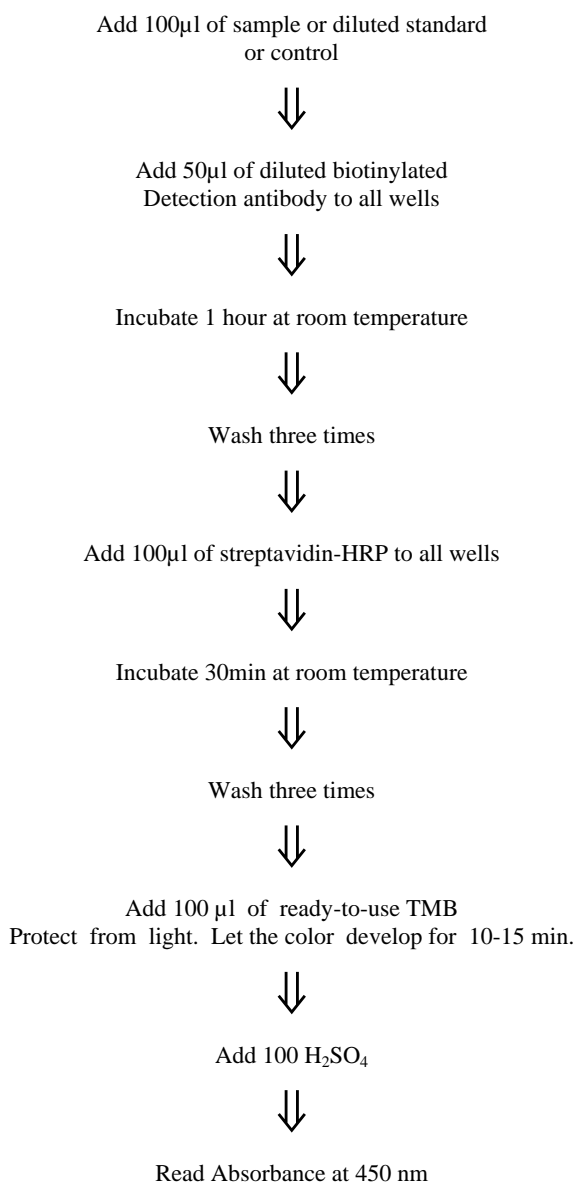 Add 100µl of sample or diluted standard
or control
⇓
Add 50µl of diluted biotinylated
Detection antibody to all wells
⇓
Incubate 1 hour at room temperature
⇓
Wash three times
⇓
Add 100µl of streptavidin-HRP to all wells
⇓
Incubate 30min at room temperature
⇓
Wash three times
⇓
Add 100 µl of ready-to-use TMB
Protect from light. Let the color develop for 10-15 min.
⇓
Add 100 H₂SO₄
⇓
Read Absorbance at 450 nm